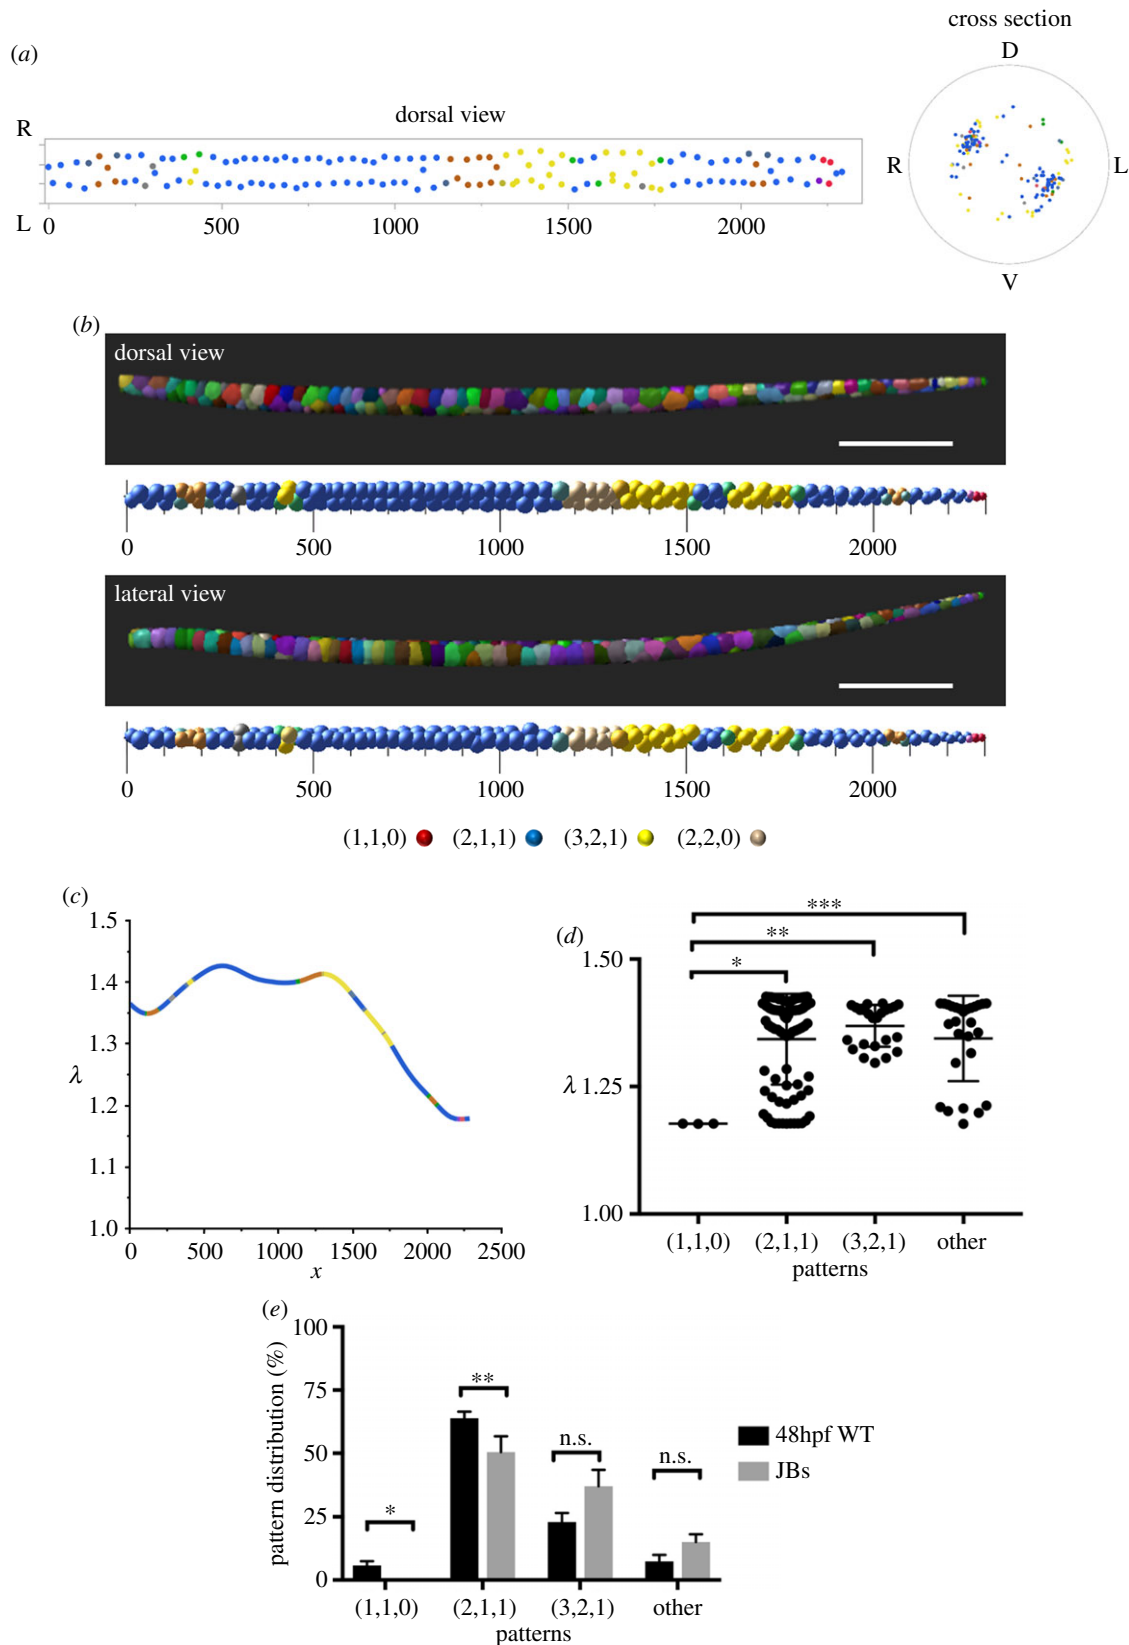 cross section
(a)
D
dorsal view
R
L
0 500 1000 1500 2000
R
L
V
(b)
dorsal view
0 500 1000 1500 2000
lateral view
0 500 1000 1500 2000
(1,1,0) (2,1,1) (3,2,1) (2,2,0)
(c)
1.5
1.4
1.3
λ
1.2
1.1
1.0
0 500 1000 1500 2000 2500
x
(d)
***
**
*
1.50
λ 1.25
1.00
(1,1,0) (2,1,1) (3,2,1) other
patterns
(e)
pattern distribution (%)
100
75
50
25
0
*
**
n.s.
n.s.
48hpf WT
JBs
(1,1,0) (2,1,1) (3,2,1) other
patterns